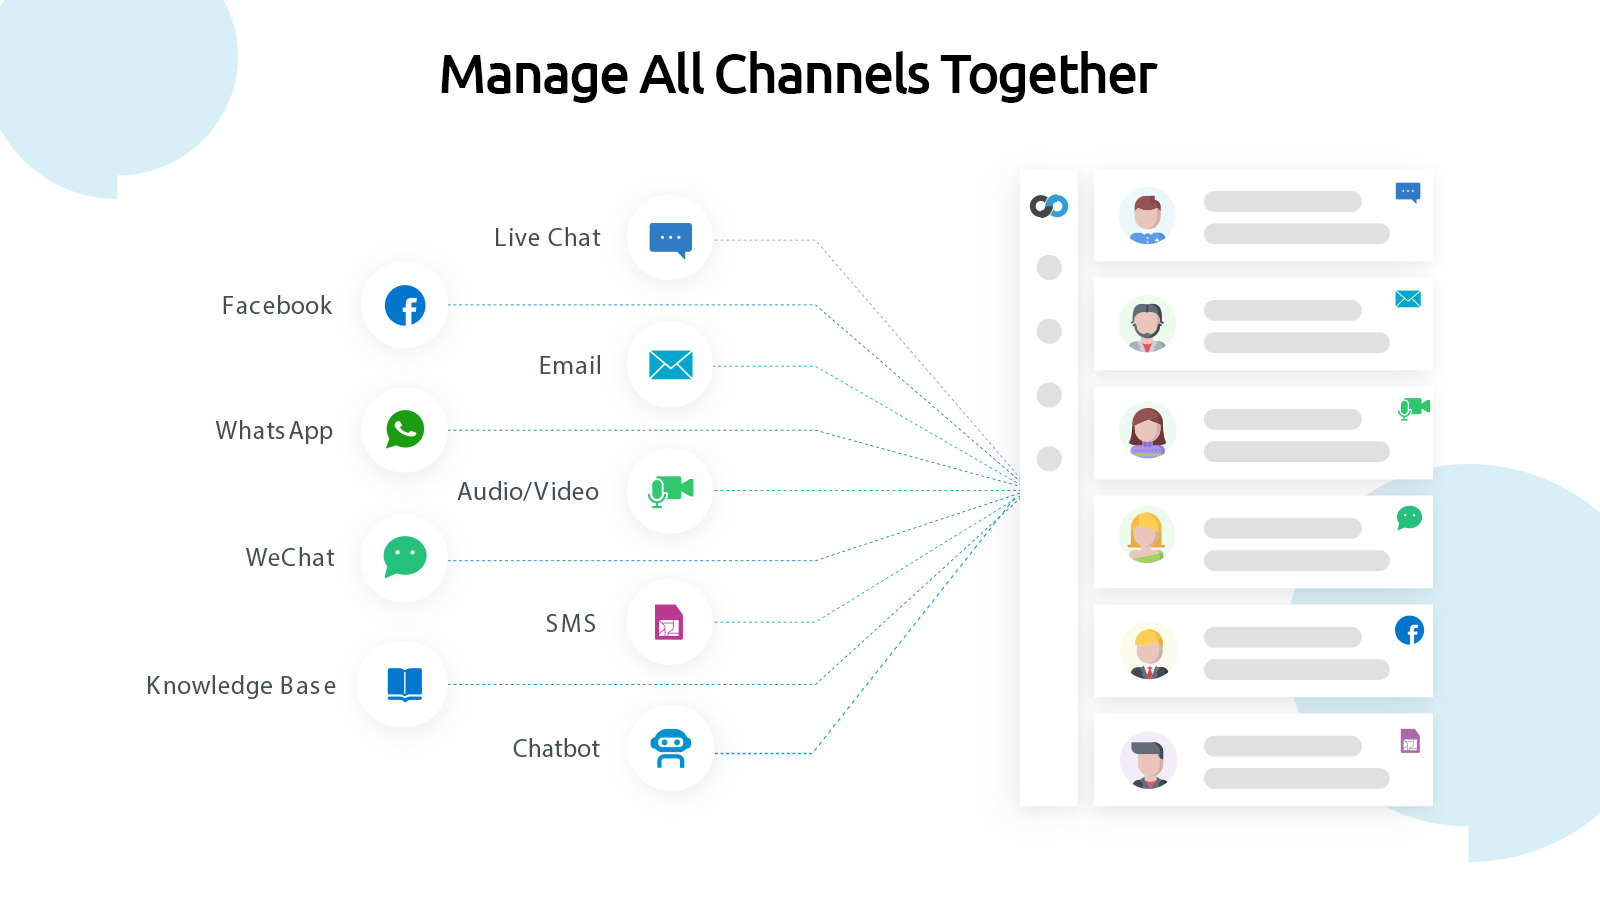 Manage All Channels Together
Live Chat
Facebook
Email
WhatsApp
Audio/Video
WeChat
SMS
Knowledge Base
Chatbot